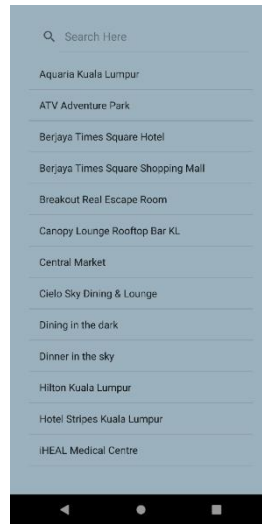 Search Here
Aquaria Kuala Lumpur
ATV Adventure Park
Berjaya Times Square Hotel
Berjaya Times Square Shopping Mall
Breakout Real Escape Room
Canopy Lounge Rooftop Bar KL
Central Market
Cielo Sky Dining & Lounge
Dining in the dark
Dinner in the sky
Hilton Kuala Lumpur
Hotel Stripes Kuala Lumpur
iHEAL Medical Centre